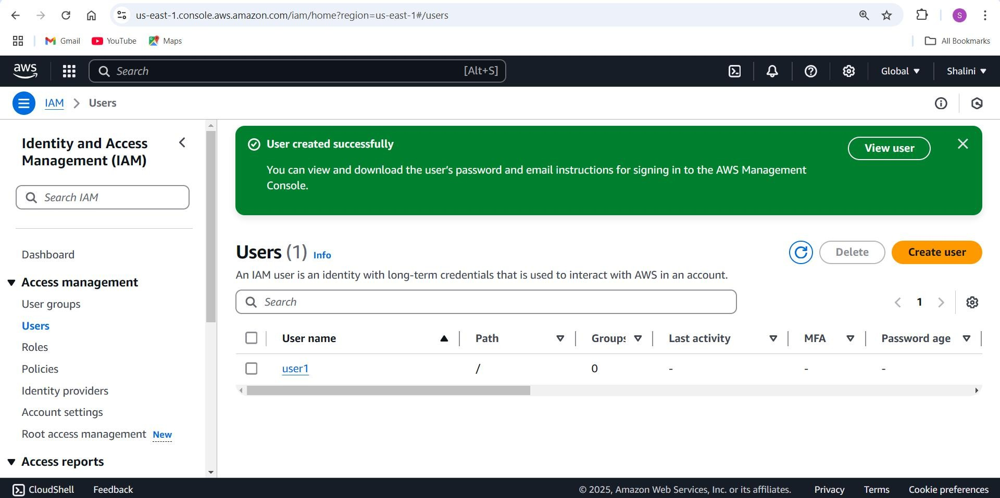 us-east-1.console.aws.amazon.com/iam/home?region=us-east-1#/users
S
Gmail
YouTube
Maps
All Bookmarks
aws
Search
[Alt+S]
Global
Shalini
IAM
Users
Identity and Access
Management (IAM)
Search IAM
Dashboard
Access management
User groups
Users
Roles
Policies
Identity providers
Account settings
Root access management New
Access reports
User created successfully
View user
You can view and download the user's password and email instructions for signing in to the AWS Management
Console.
Users (1) Info
Delete
Create user
An IAM user is an identity with long-term credentials that is used to interact with AWS in an account.
Search
1
User name Path Groups Last activity MFA Password age
user1 / 0 - - -
CloudShell Feedback © 2025, Amazon Web Services, Inc. or its affiliates. Privacy Terms Cookie preferences